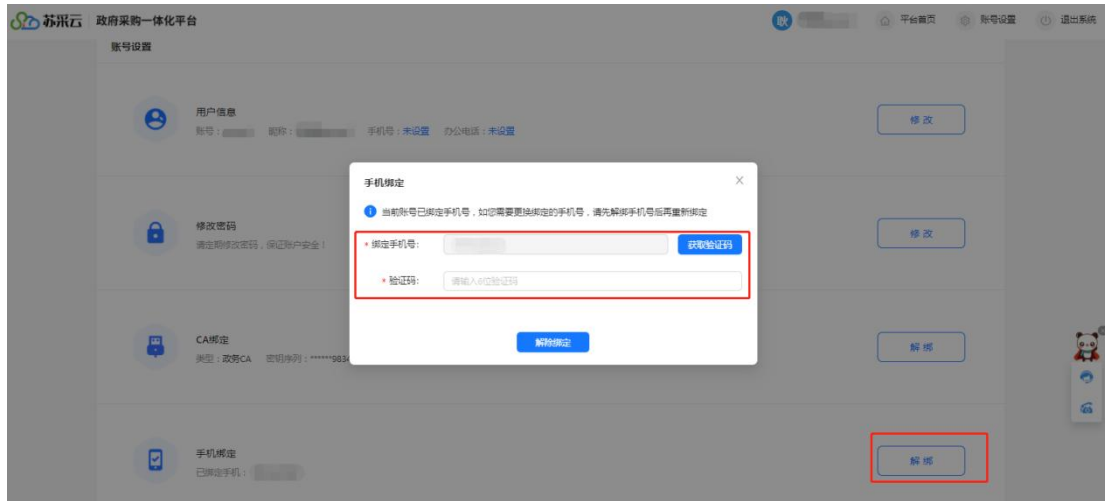 苏采云 政府采购一体化平台 耿 平台首页 账号设置 退出系统
账号设置
用户信息
账号： 昵称： 手机号：未设置 办公电话：未设置
修改
手机绑定
当前账号已绑定手机号，如您需要更换绑定的手机号，请先解绑手机号后再重新绑定
* 绑定手机号：
获取验证码
* 验证码：
请输入6位验证码
解除绑定
修改密码
请定期修改密码，保证账户安全！
修改
CA绑定
类型：政务CA 密钥序列：******9834
解绑
手机绑定
已绑定手机：
解绑